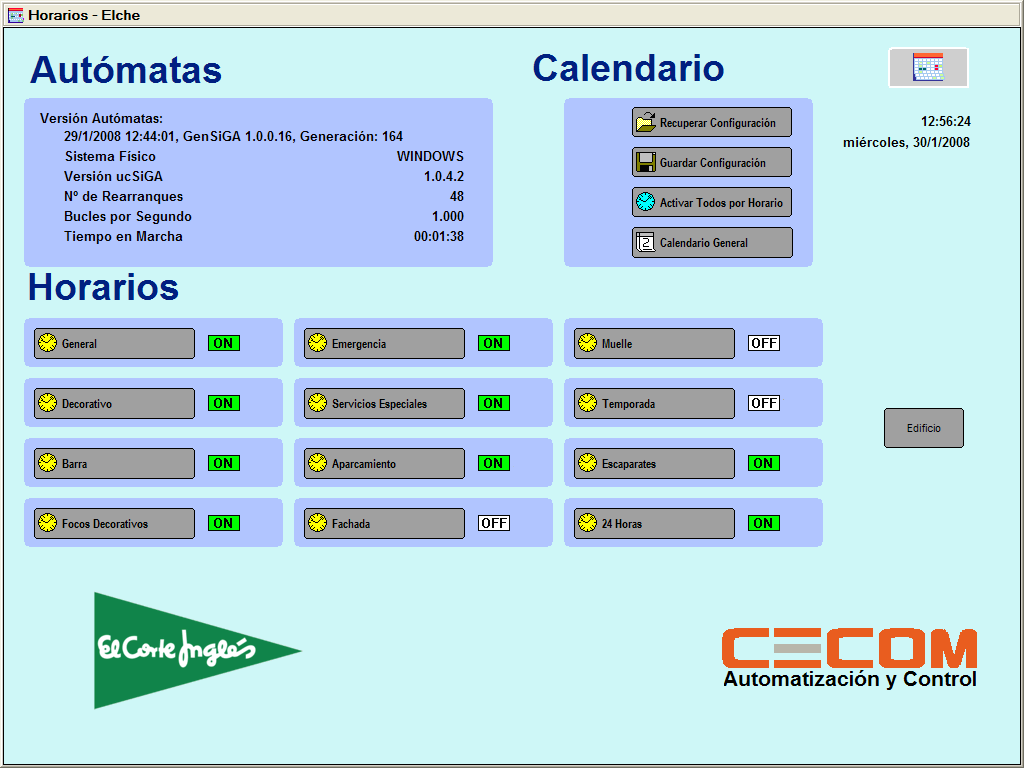 Horarios - Elche
Autómatas
Versión Autómatas:
29/1/2008 12:44:01, GenSiGA 1.0.0.16, Generación: 164
Sistema Físico WINDOWS
Versión ucSiGA 1.0.4.2
Nº de Rearranques 48
Bucles por Segundo 1.000
Tiempo en Marcha 00:01:38
Calendario
Recuperar Configuración
Guardar Configuración
Activar Todos por Horario
2 Calendario General
12:56:24
miércoles, 30/1/2008
Horarios
General ON
Emergencia ON
Muelle OFF
Decorativo ON
Servicios Especiales ON
Temporada OFF
Barra ON
Aparcamiento ON
Escaparates ON
Focos Decorativos ON
Fachada OFF
24 Horas ON
Edificio
El Corte Inglés
CECOM
Automatización y Control